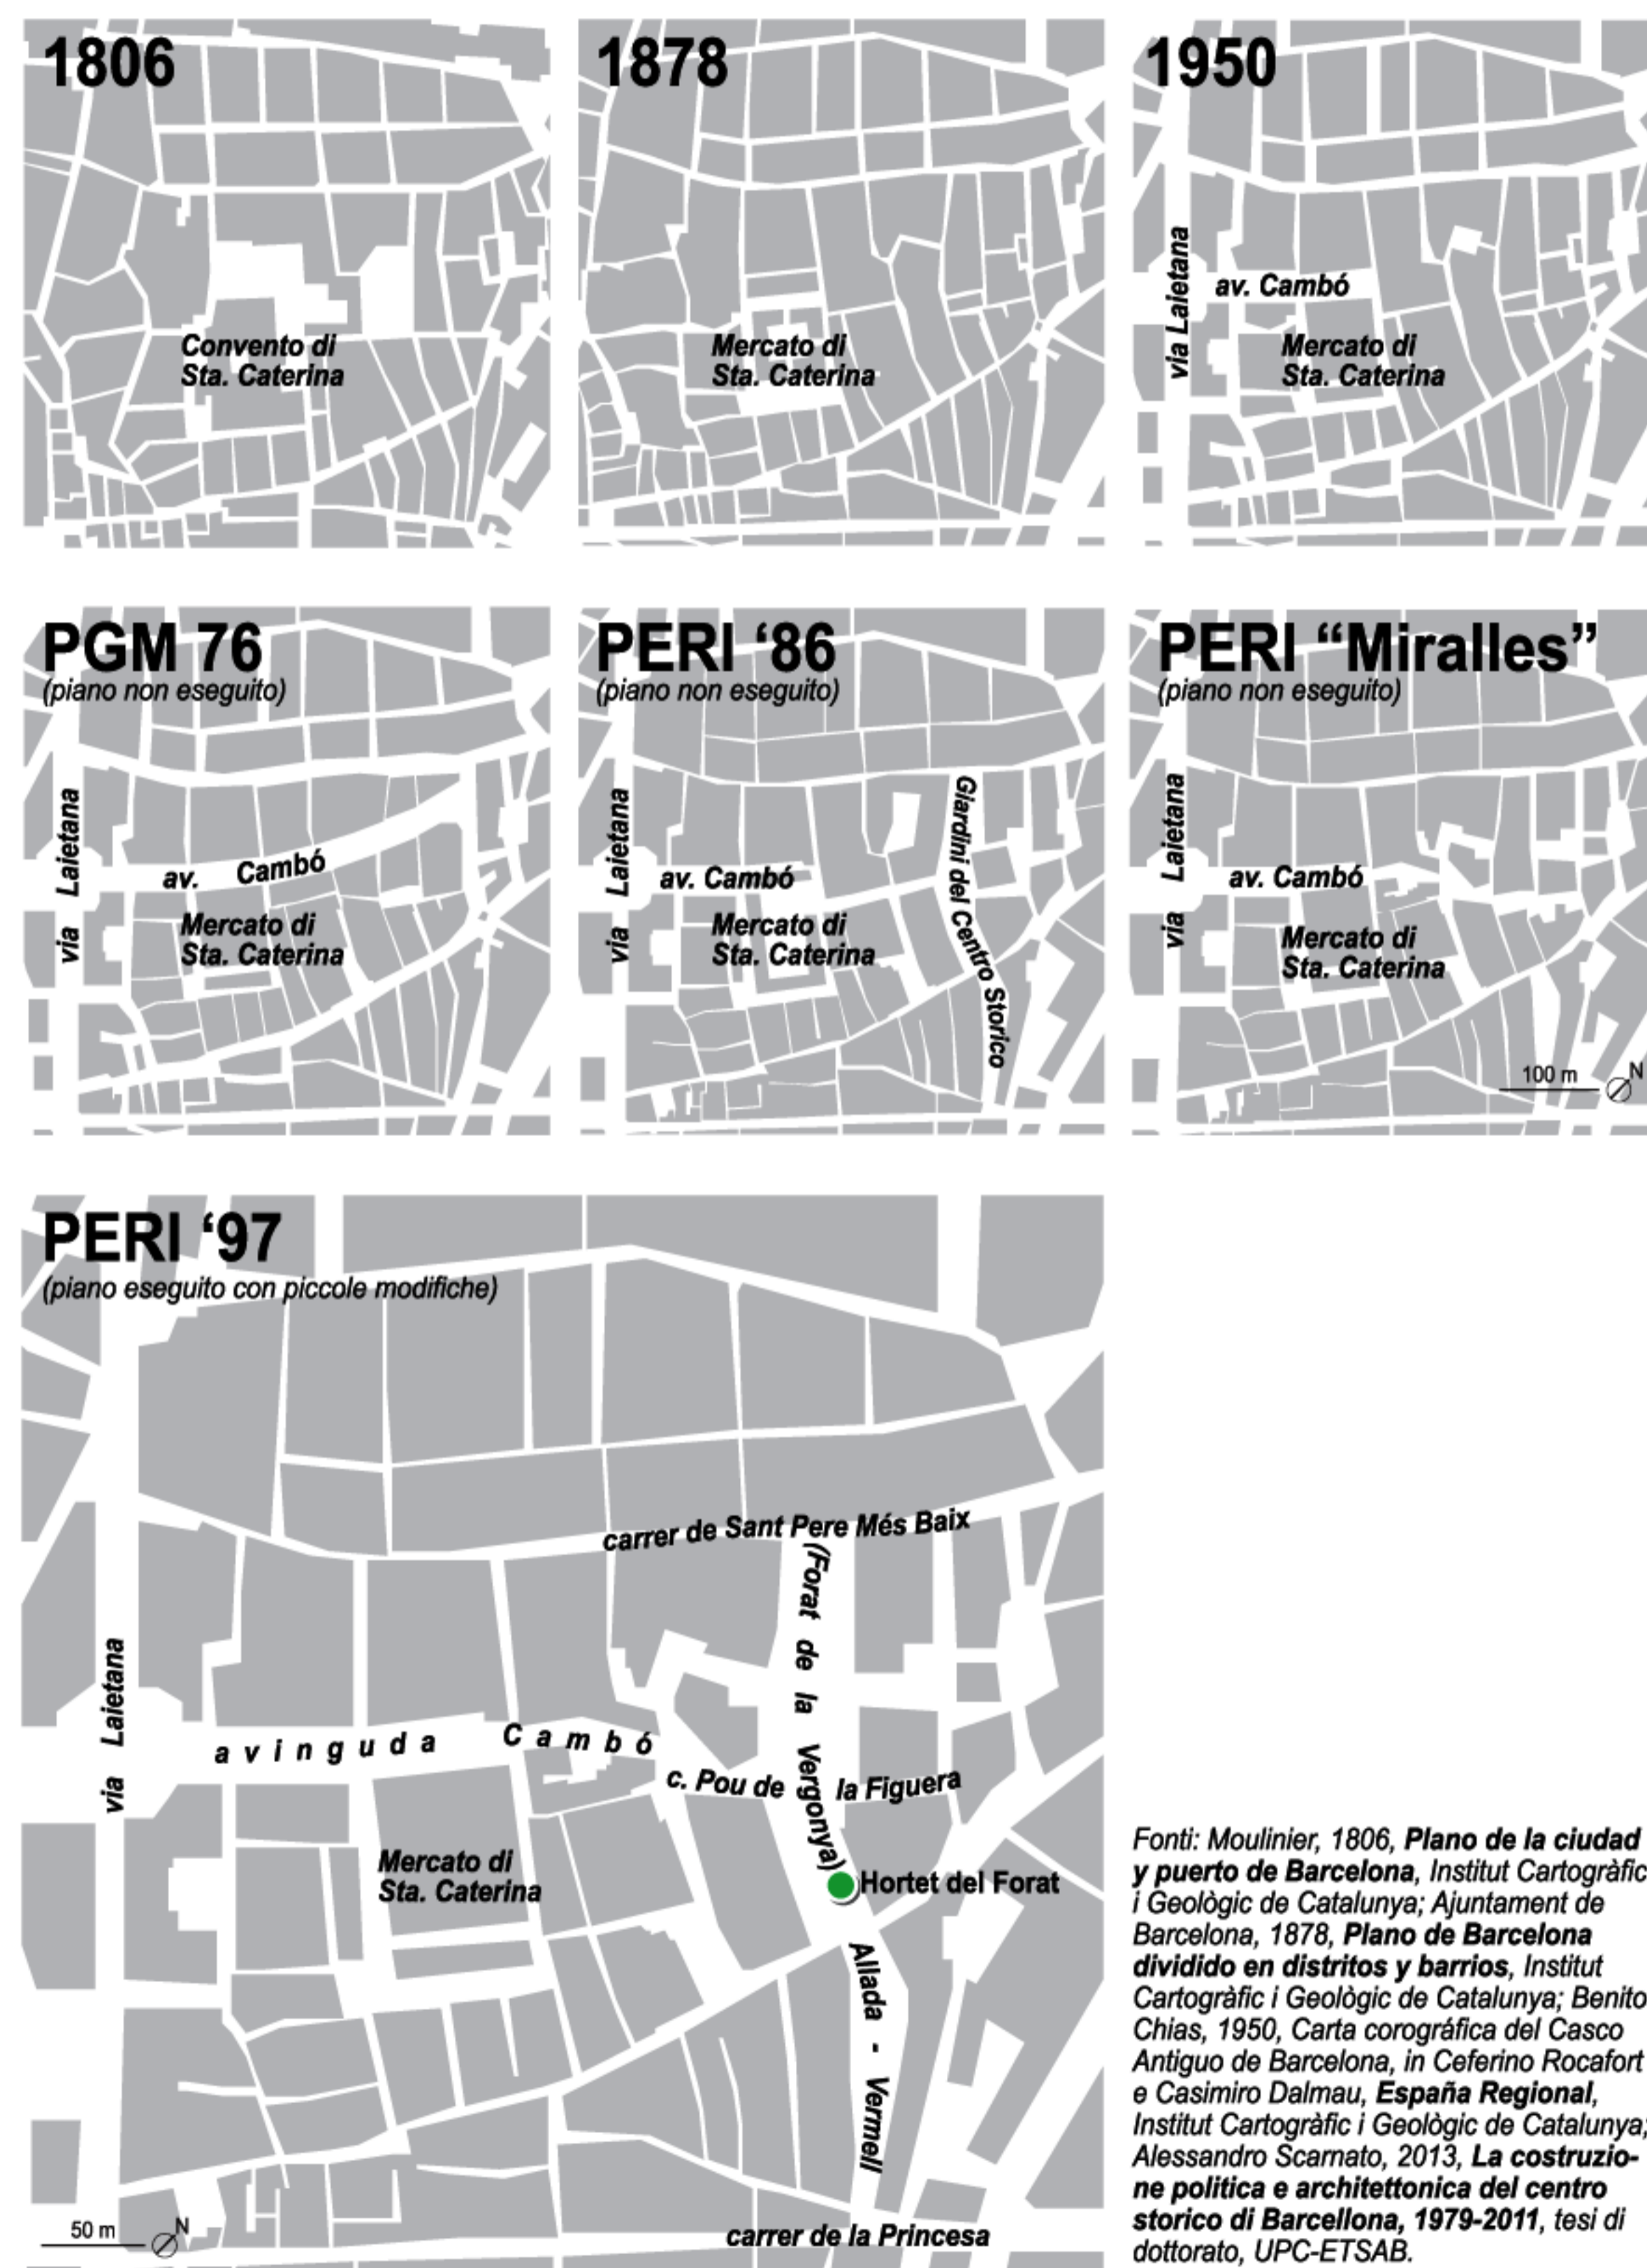 1806
Convento di
Sta. Caterina
1878
Mercato di
Sta. Caterina
1950
via Laietana
av. Cambó
Mercato di
Sta. Caterina
PGM 76
(piano non eseguito)
via Laietana
av. Cambó
Mercato di
Sta. Caterina
PERI ‘86
(piano non eseguito)
via Laietana
av. Cambó
Mercato di
Sta. Caterina
Giardini del Centro Storico
PERI “Miralles”
(piano non eseguito)
via Laietana
av. Cambó
Mercato di
Sta. Caterina
100 m
N
PERI ‘97
(piano eseguito con piccole modifiche)
carrer de Sant Pere Més Baix
(Forat de la Vergonya)
via Laietana
avinguda Cambó
c. Pou de la Figuera
Mercato di
Sta. Caterina
Hortet del Forat
Allada - Vermell
50 m
N
carrer de la Princesa
Fonti: Moulinier, 1806, Plano de la ciudad
y puerto de Barcelona, Institut Cartogràfic
i Geològic de Catalunya; Ajuntament de
Barcelona, 1878, Plano de Barcelona
dividido en distritos y barrios, Institut
Cartogràfic i Geològic de Catalunya; Benito
Chias, 1950, Carta corográfica del Casco
Antiguo de Barcelona, in Ceferino Rocafort
e Casimiro Dalmau, España Regional,
Institut Cartogràfic i Geològic de Catalunya;
Alessandro Scarnato, 2013, La costruzio-
ne politica e architettonica del centro
storico di Barcellona, 1979-2011, tesi di
dottorato, UPC-ETSAB.